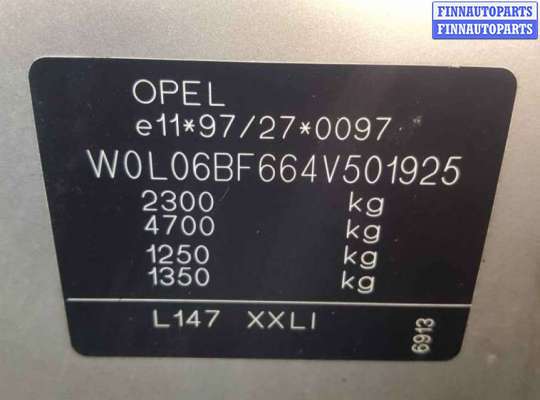 FINNAUTOPARTS
FINNAUTOPARTS
OPEL
e11*97/27*0097
W0L06BF664V501925
2300 kg
4700 kg
1250 kg
1350 kg
L147 XXLI
6913